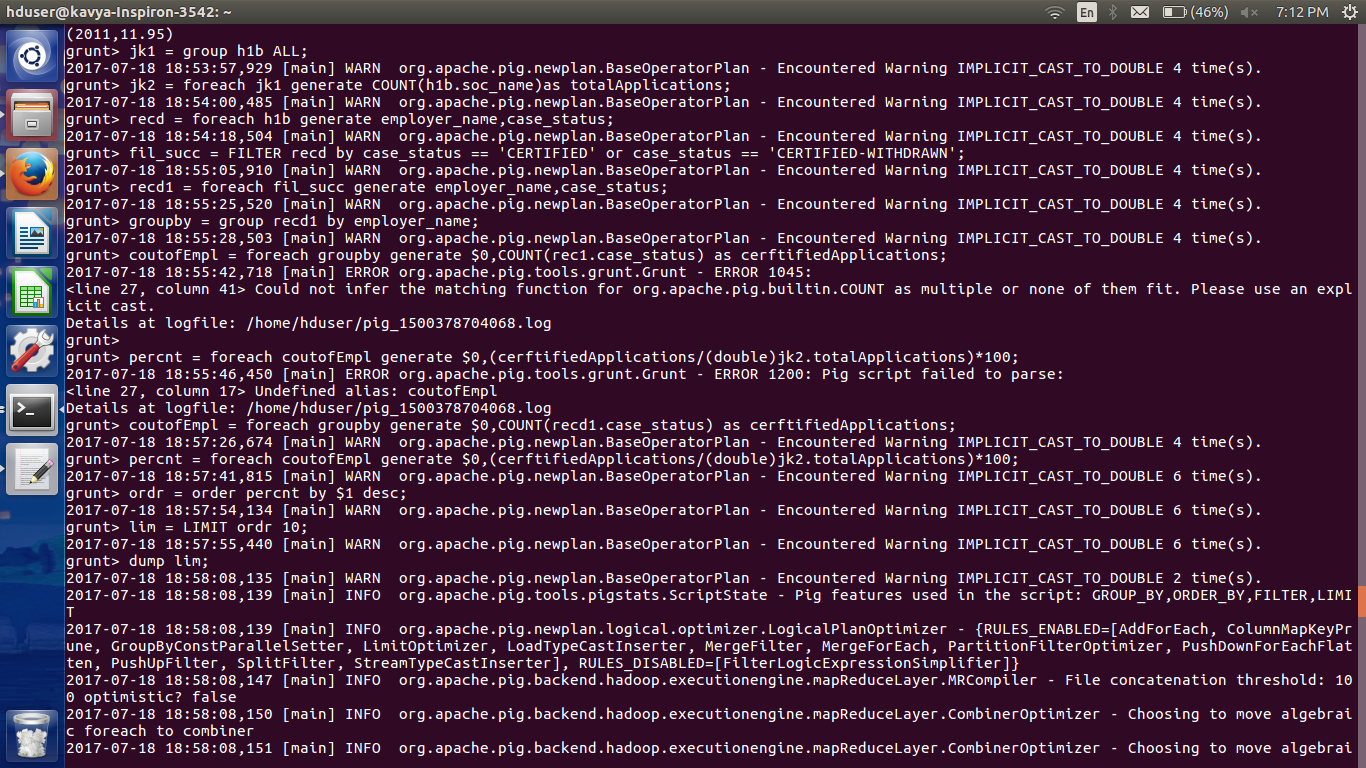 hduser@kavya-Inspiron-3542: ~
En
(46%)
7:12 PM
(2011,11.95)
grunt> jk1 = group h1b ALL;
2017-07-18 18:53:57,929 [main] WARN  org.apache.pig.newplan.BaseOperatorPlan - Encountered Warning IMPLICIT_CAST_TO_DOUBLE 4 time(s).
grunt> jk2 = foreach jk1 generate COUNT(h1b.soc_name)as totalApplications;
2017-07-18 18:54:00,485 [main] WARN  org.apache.pig.newplan.BaseOperatorPlan - Encountered Warning IMPLICIT_CAST_TO_DOUBLE 4 time(s).
grunt> recd = foreach h1b generate employer_name,case_status;
2017-07-18 18:54:18,504 [main] WARN  org.apache.pig.newplan.BaseOperatorPlan - Encountered Warning IMPLICIT_CAST_TO_DOUBLE 4 time(s).
grunt> fil_succ = FILTER recd by case_status == 'CERTIFIED' or case_status == 'CERTIFIED-WITHDRAWN';
2017-07-18 18:55:05,910 [main] WARN  org.apache.pig.newplan.BaseOperatorPlan - Encountered Warning IMPLICIT_CAST_TO_DOUBLE 4 time(s).
grunt> recd1 = foreach fil_succ generate employer_name,case_status;
2017-07-18 18:55:25,520 [main] WARN  org.apache.pig.newplan.BaseOperatorPlan - Encountered Warning IMPLICIT_CAST_TO_DOUBLE 4 time(s).
grunt> groupby = group recd1 by employer_name;
2017-07-18 18:55:28,503 [main] WARN  org.apache.pig.newplan.BaseOperatorPlan - Encountered Warning IMPLICIT_CAST_TO_DOUBLE 4 time(s).
grunt> coutofEmpl = foreach groupby generate $0,COUNT(rec1.case_status) as cerftifiedApplications;
2017-07-18 18:55:42,718 [main] ERROR org.apache.pig.tools.grunt.Grunt - ERROR 1045:
<line 27, column 41> Could not infer the matching function for org.apache.pig.builtin.COUNT as multiple or none of them fit. Please use an expl
icit cast.
Details at logfile: /home/hduser/pig_1500378704068.log
grunt>
grunt> percnt = foreach coutofEmpl generate $0,(cerftifiedApplications/(double)jk2.totalApplications)*100;
2017-07-18 18:55:46,450 [main] ERROR org.apache.pig.tools.grunt.Grunt - ERROR 1200: Pig script failed to parse:
<line 27, column 17> Undefined alias: coutofEmpl
Details at logfile: /home/hduser/pig_1500378704068.log
grunt> coutofEmpl = foreach groupby generate $0,COUNT(recd1.case_status) as cerftifiedApplications;
2017-07-18 18:57:26,674 [main] WARN  org.apache.pig.newplan.BaseOperatorPlan - Encountered Warning IMPLICIT_CAST_TO_DOUBLE 4 time(s).
grunt> percnt = foreach coutofEmpl generate $0,(cerftifiedApplications/(double)jk2.totalApplications)*100;
2017-07-18 18:57:41,815 [main] WARN  org.apache.pig.newplan.BaseOperatorPlan - Encountered Warning IMPLICIT_CAST_TO_DOUBLE 6 time(s).
grunt> ordr = order percnt by $1 desc;
2017-07-18 18:57:54,134 [main] WARN  org.apache.pig.newplan.BaseOperatorPlan - Encountered Warning IMPLICIT_CAST_TO_DOUBLE 6 time(s).
grunt> lim = LIMIT ordr 10;
2017-07-18 18:57:55,440 [main] WARN  org.apache.pig.newplan.BaseOperatorPlan - Encountered Warning IMPLICIT_CAST_TO_DOUBLE 6 time(s).
grunt> dump lim;
2017-07-18 18:58:08,135 [main] WARN  org.apache.pig.newplan.BaseOperatorPlan - Encountered Warning IMPLICIT_CAST_TO_DOUBLE 2 time(s).
2017-07-18 18:58:08,139 [main] INFO  org.apache.pig.tools.pigstats.ScriptState - Pig features used in the script: GROUP_BY,ORDER_BY,FILTER,LIMI
T
2017-07-18 18:58:08,139 [main] INFO  org.apache.pig.newplan.logical.optimizer.LogicalPlanOptimizer - {RULES_ENABLED=[AddForEach, ColumnMapKeyPr
une, GroupByConstParallelSetter, LimitOptimizer, LoadTypeCastInserter, MergeFilter, MergeForEach, PartitionFilterOptimizer, PushDownForEachFlat
ten, PushUpFilter, SplitFilter, StreamTypeCastInserter], RULES_DISABLED=[FilterLogicExpressionSimplifier]}
2017-07-18 18:58:08,147 [main] INFO  org.apache.pig.backend.hadoop.executionengine.mapReduceLayer.MRCompiler - File concatenation threshold: 10
0 optimistic? false
2017-07-18 18:58:08,150 [main] INFO  org.apache.pig.backend.hadoop.executionengine.mapReduceLayer.CombinerOptimizer - Choosing to move algebrai
c foreach to combiner
2017-07-18 18:58:08,151 [main] INFO  org.apache.pig.backend.hadoop.executionengine.mapReduceLayer.CombinerOptimizer - Choosing to move algebrai